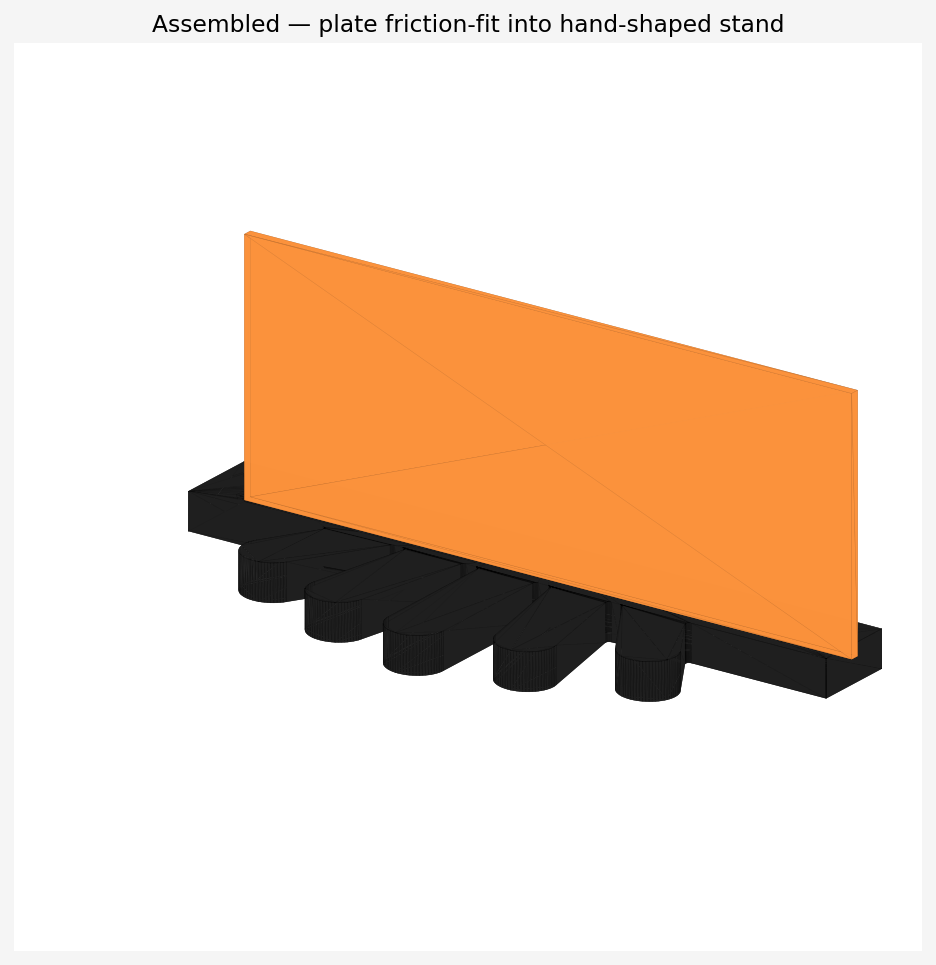 Assembled — plate friction-fit into hand-shaped stand